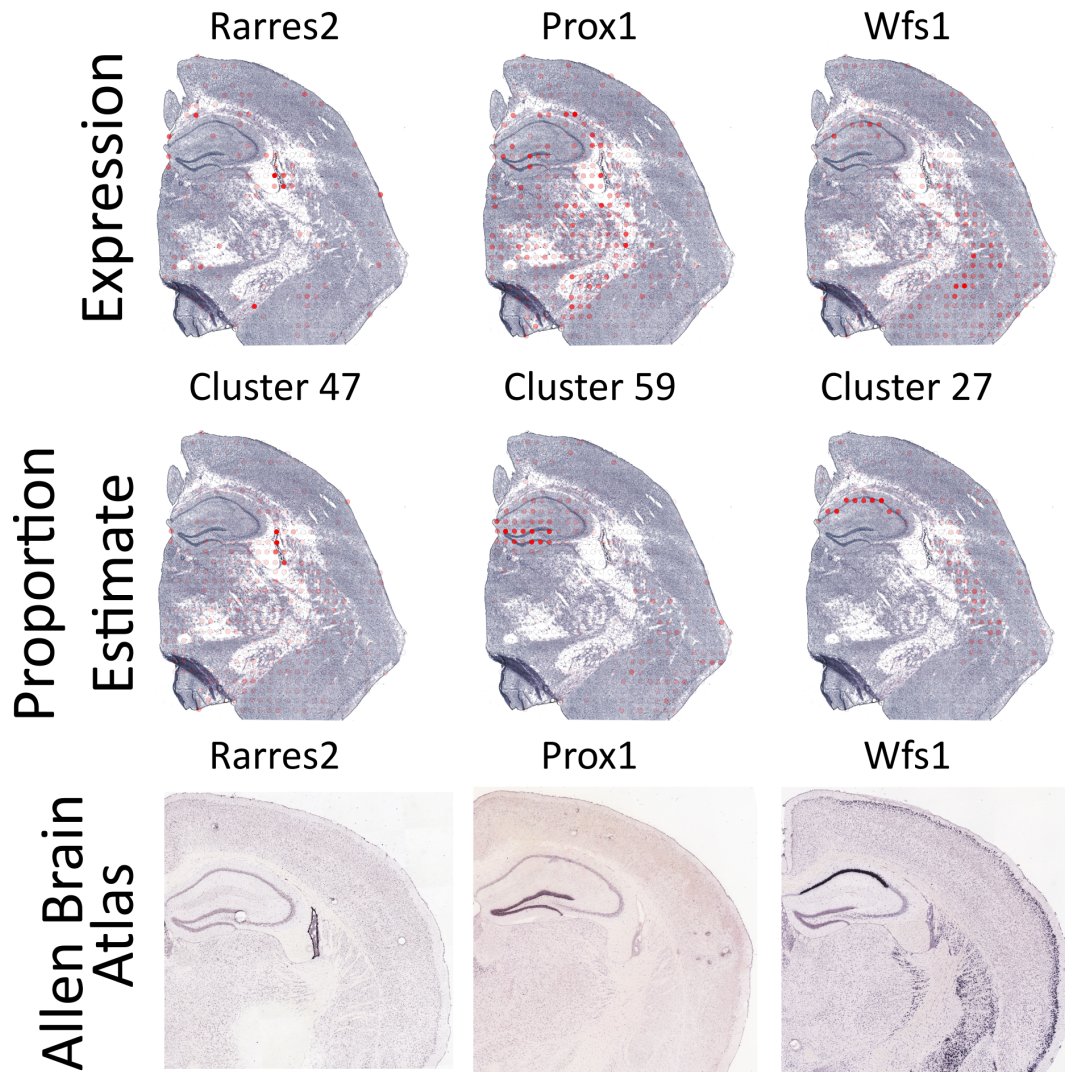 Rarres2 Prox1 Wfs1
Expression
Cluster 47 Cluster 59 Cluster 27
Proportion
Estimate
Rarres2 Prox1 Wfs1
Allen Brain
Atlas